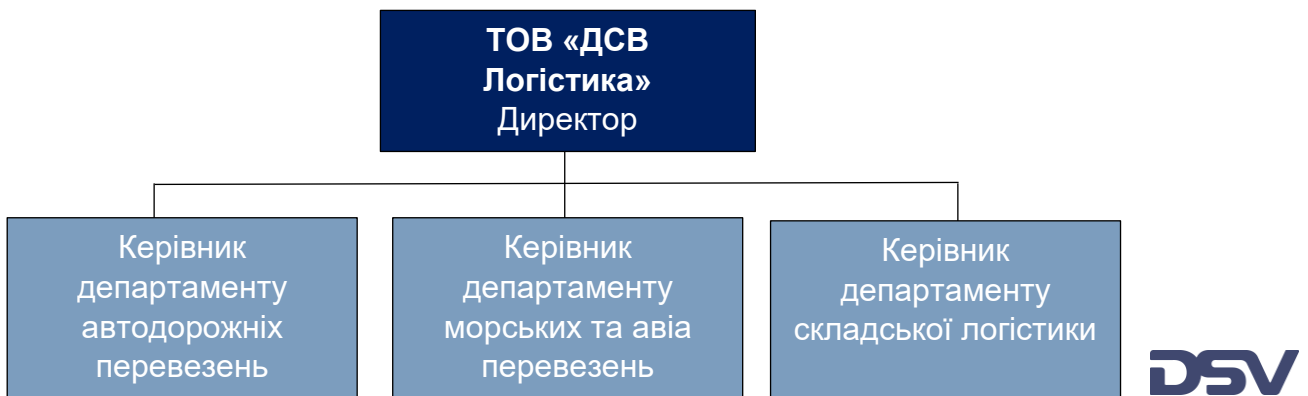 ТОВ «ДСВ
Логістика»
Директор
Керівник
департаменту
автодорожніх
перевезень
Керівник
департаменту
морських та авіа
перевезень
Керівник
департаменту
складської логістики
DSV